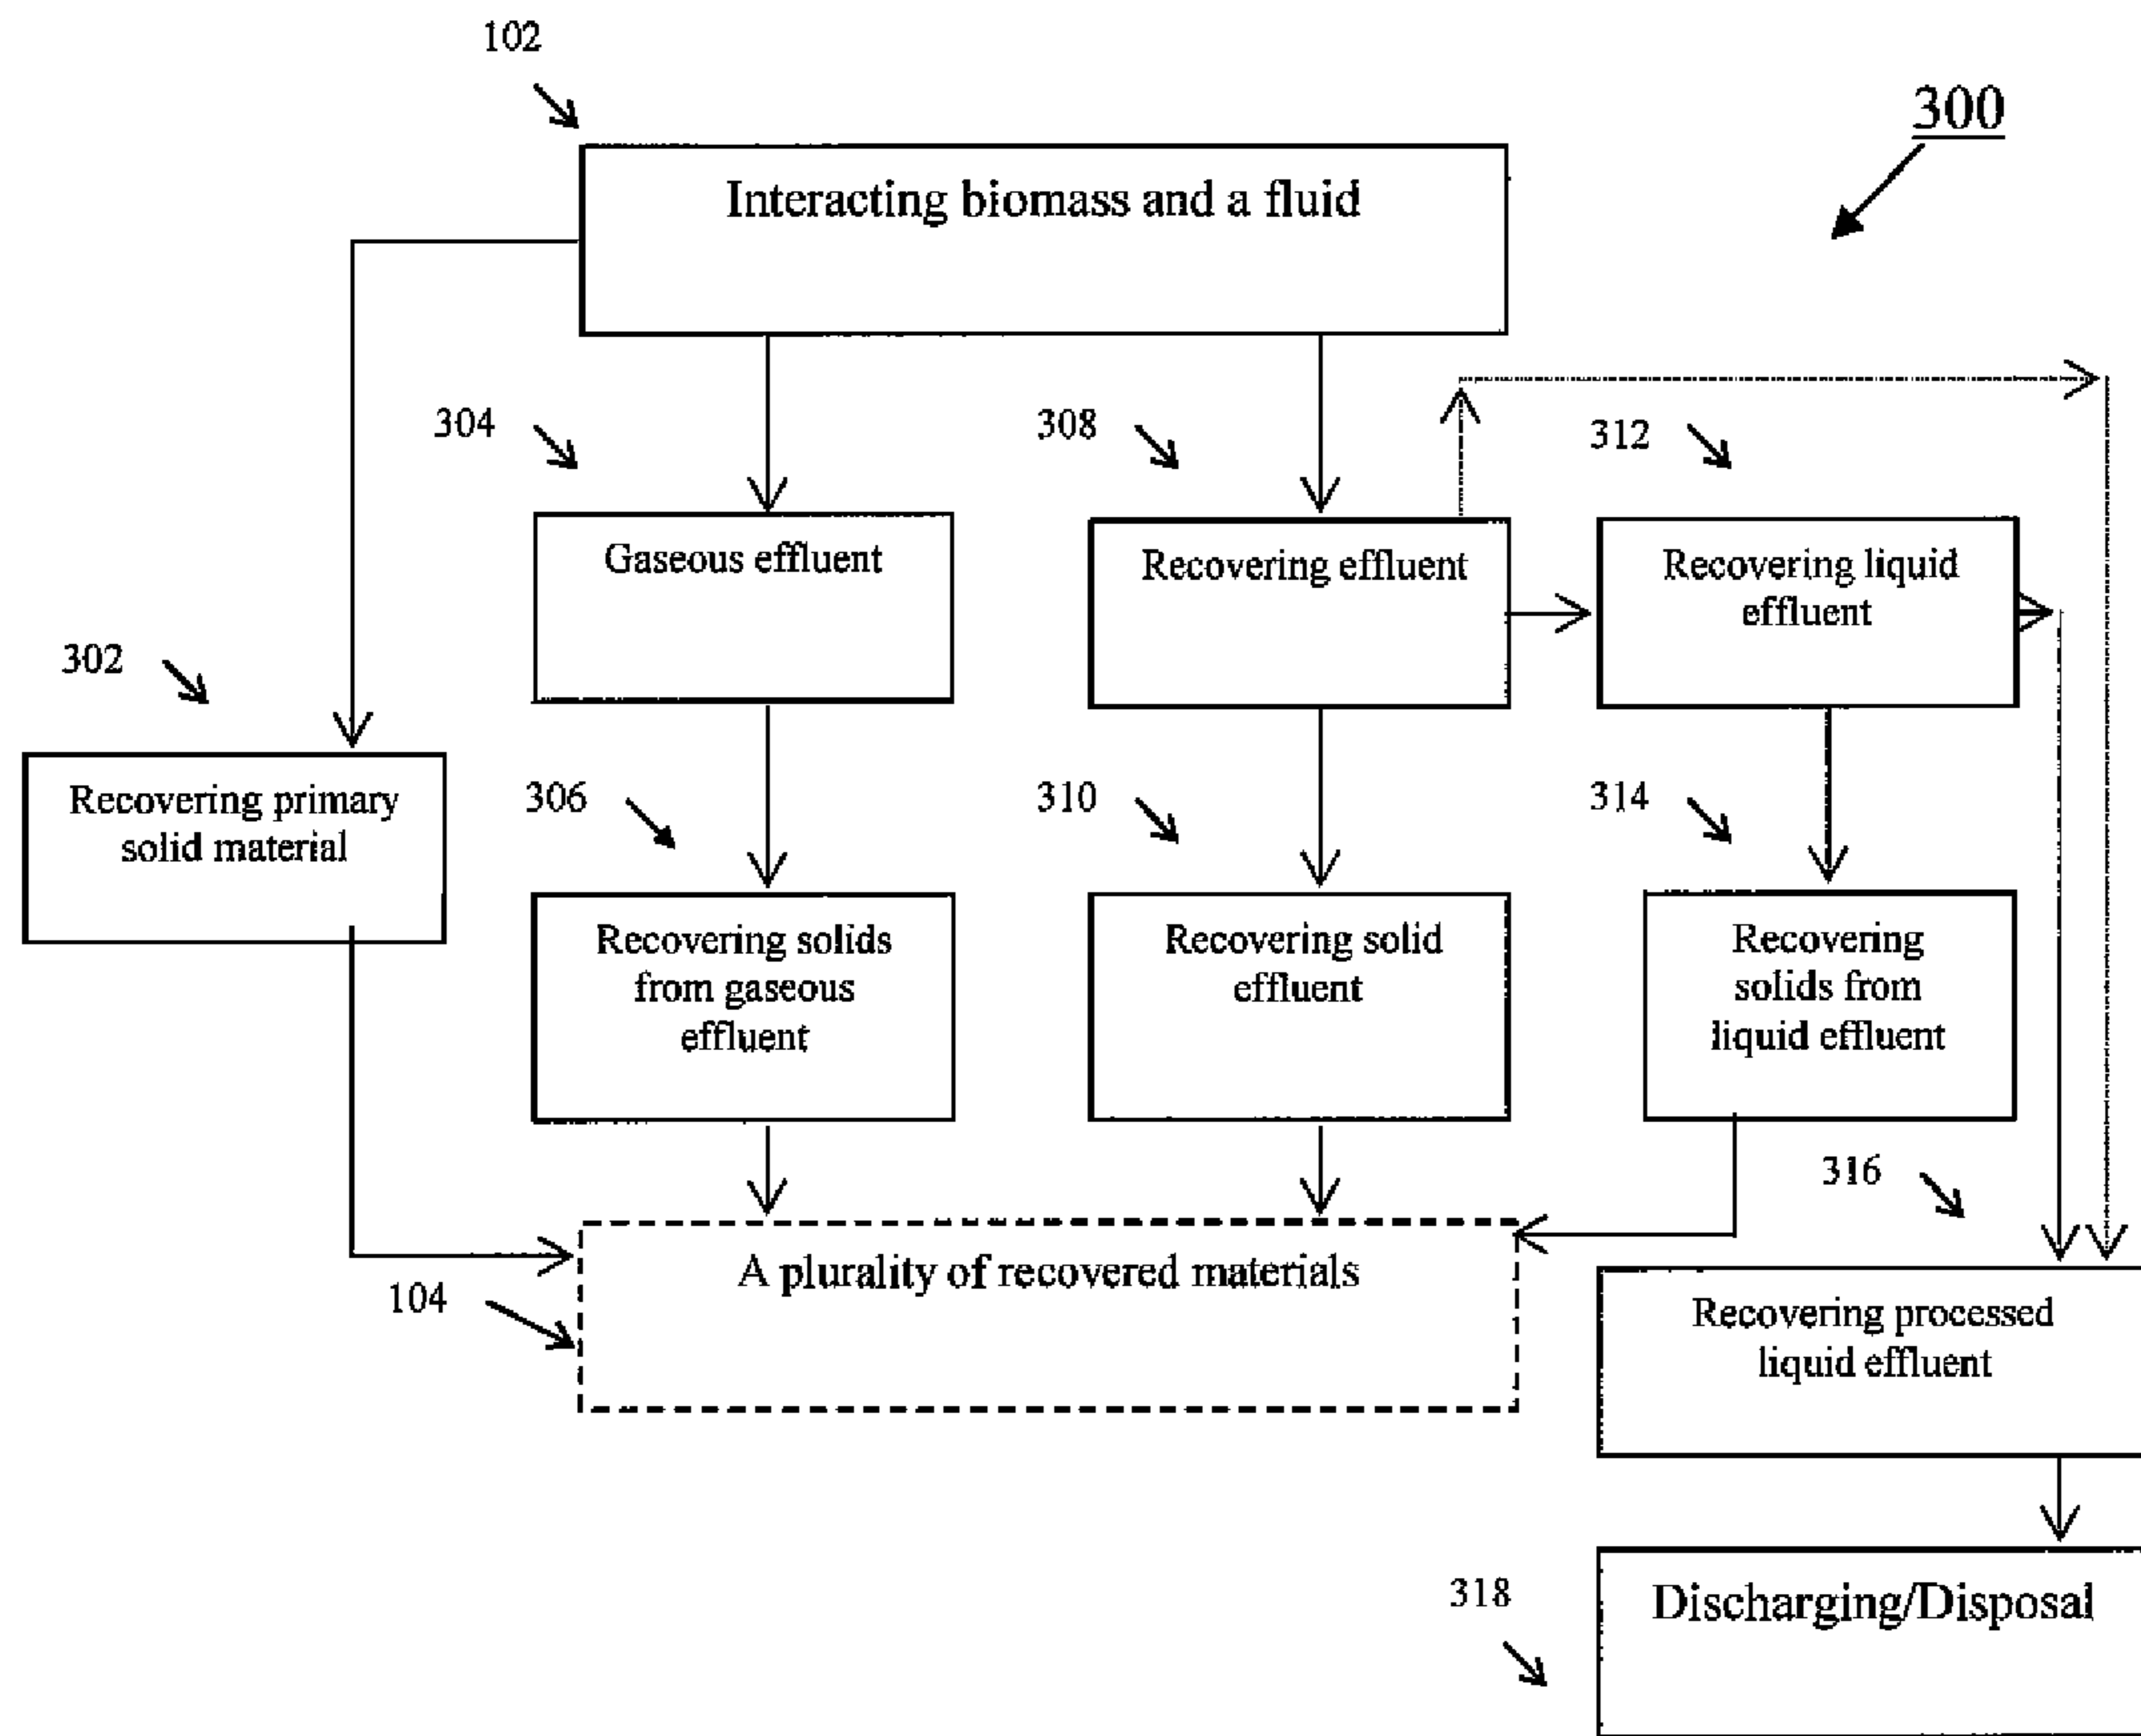 102
300
Interacting biomass and a fluid
304
308
312
Gaseous effluent
Recovering effluent
Recovering liquid
effluent
302
Recovering primary
solid material
306
310
314
Recovering solids
from gaseous
effluent
Recovering solid
effluent
Recovering
solids from
liquid effluent
316
104
A plurality of recovered materials
Recovering processed
liquid effluent
318
Discharging/Disposal